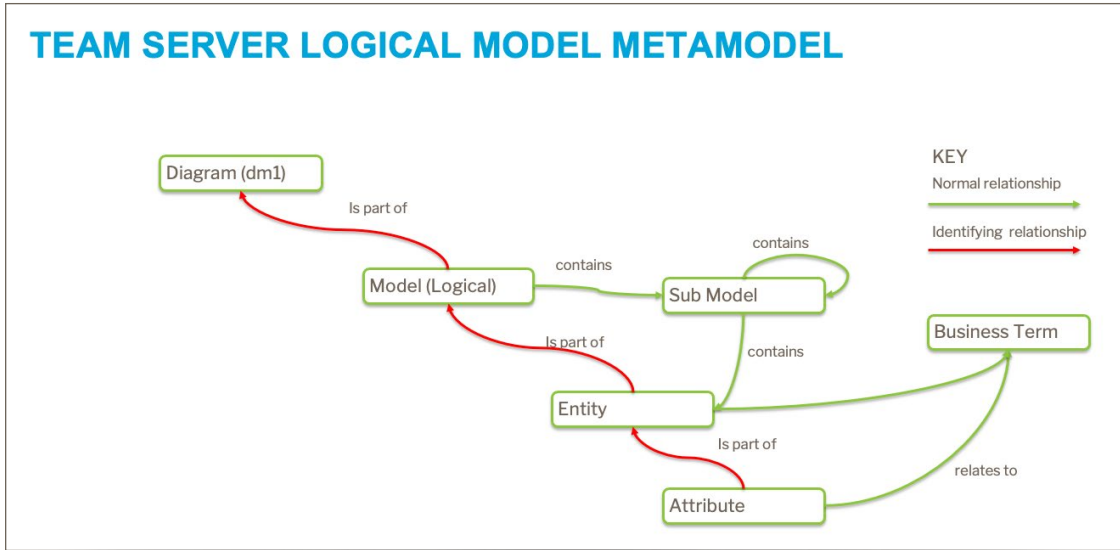 TEAM SERVER LOGICAL MODEL METAMODEL
Diagram (dm1)
KEY
Normal relationship
Is part of
Identifying relationship
contains
contains
Model (Logical)
Sub Model
Business Term
Is part of
contains
Entity
Is part of
relates to
Attribute